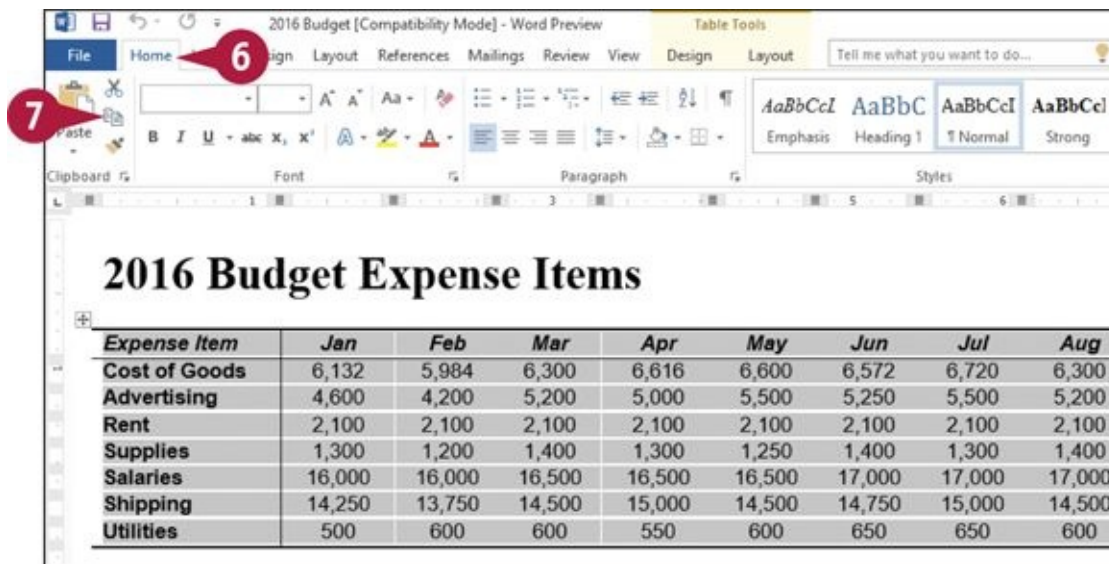 2016 Budget [Compatibility Mode] - Word Preview Table Tools
File Home 6 Layout References Mailings Review View Design Layout Tell me what you want to do...
7
Paste
B I U abc x, x' A A
A A Aa
AaBbCcI AaBbC AaBbCcI AaBbCcI
Emphasis Heading 1 ¶ Normal Strong
Clipboard Font Paragraph Styles
1 3 5 6
2016 Budget Expense Items
Expense Item Jan Feb Mar Apr May Jun Jul Aug
Cost of Goods 6,132 5,984 6,300 6,616 6,600 6,572 6,720 6,300
Advertising 4,600 4,200 5,200 5,000 5,500 5,250 5,500 5,200
Rent 2,100 2,100 2,100 2,100 2,100 2,100 2,100 2,100
Supplies 1,300 1,200 1,400 1,300 1,250 1,400 1,300 1,400
Salaries 16,000 16,000 16,500 16,500 16,500 17,000 17,000 17,000
Shipping 14,250 13,750 14,500 15,000 14,500 14,750 15,000 14,500
Utilities 500 600 600 550 600 650 650 600